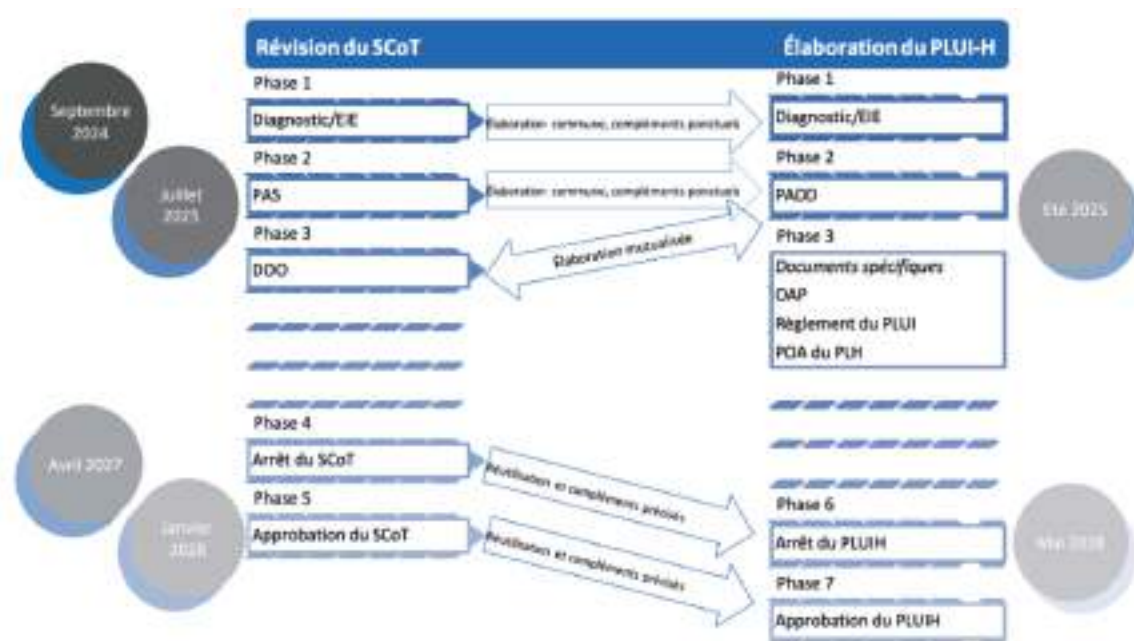 Révision du SCoT
Élaboration du PLUI-H
Septembre
2024
Juillet
2025
Phase 1
Diagnostic/EIE
Phase 2
PAS
Phase 3
DOO
Elaboration commune, compléments ponctuels
Elaboration commune, compléments ponctuels
Élaboration mutualisée
Phase 1
Diagnostic/EIE
Phase 2
PADD
Phase 3
Documents spécifiques
OAP
Règlement du PLUI
POA du PLH
Eté 2025
Avril 2027
Janvier
2028
Phase 4
Arrêt du SCoT
Phase 5
Approbation du SCoT
Réutilisation et compléments précisés
Réutilisation et compléments précisés
Phase 6
Arrêt du PLUIH
Phase 7
Approbation du PLUIH
2028